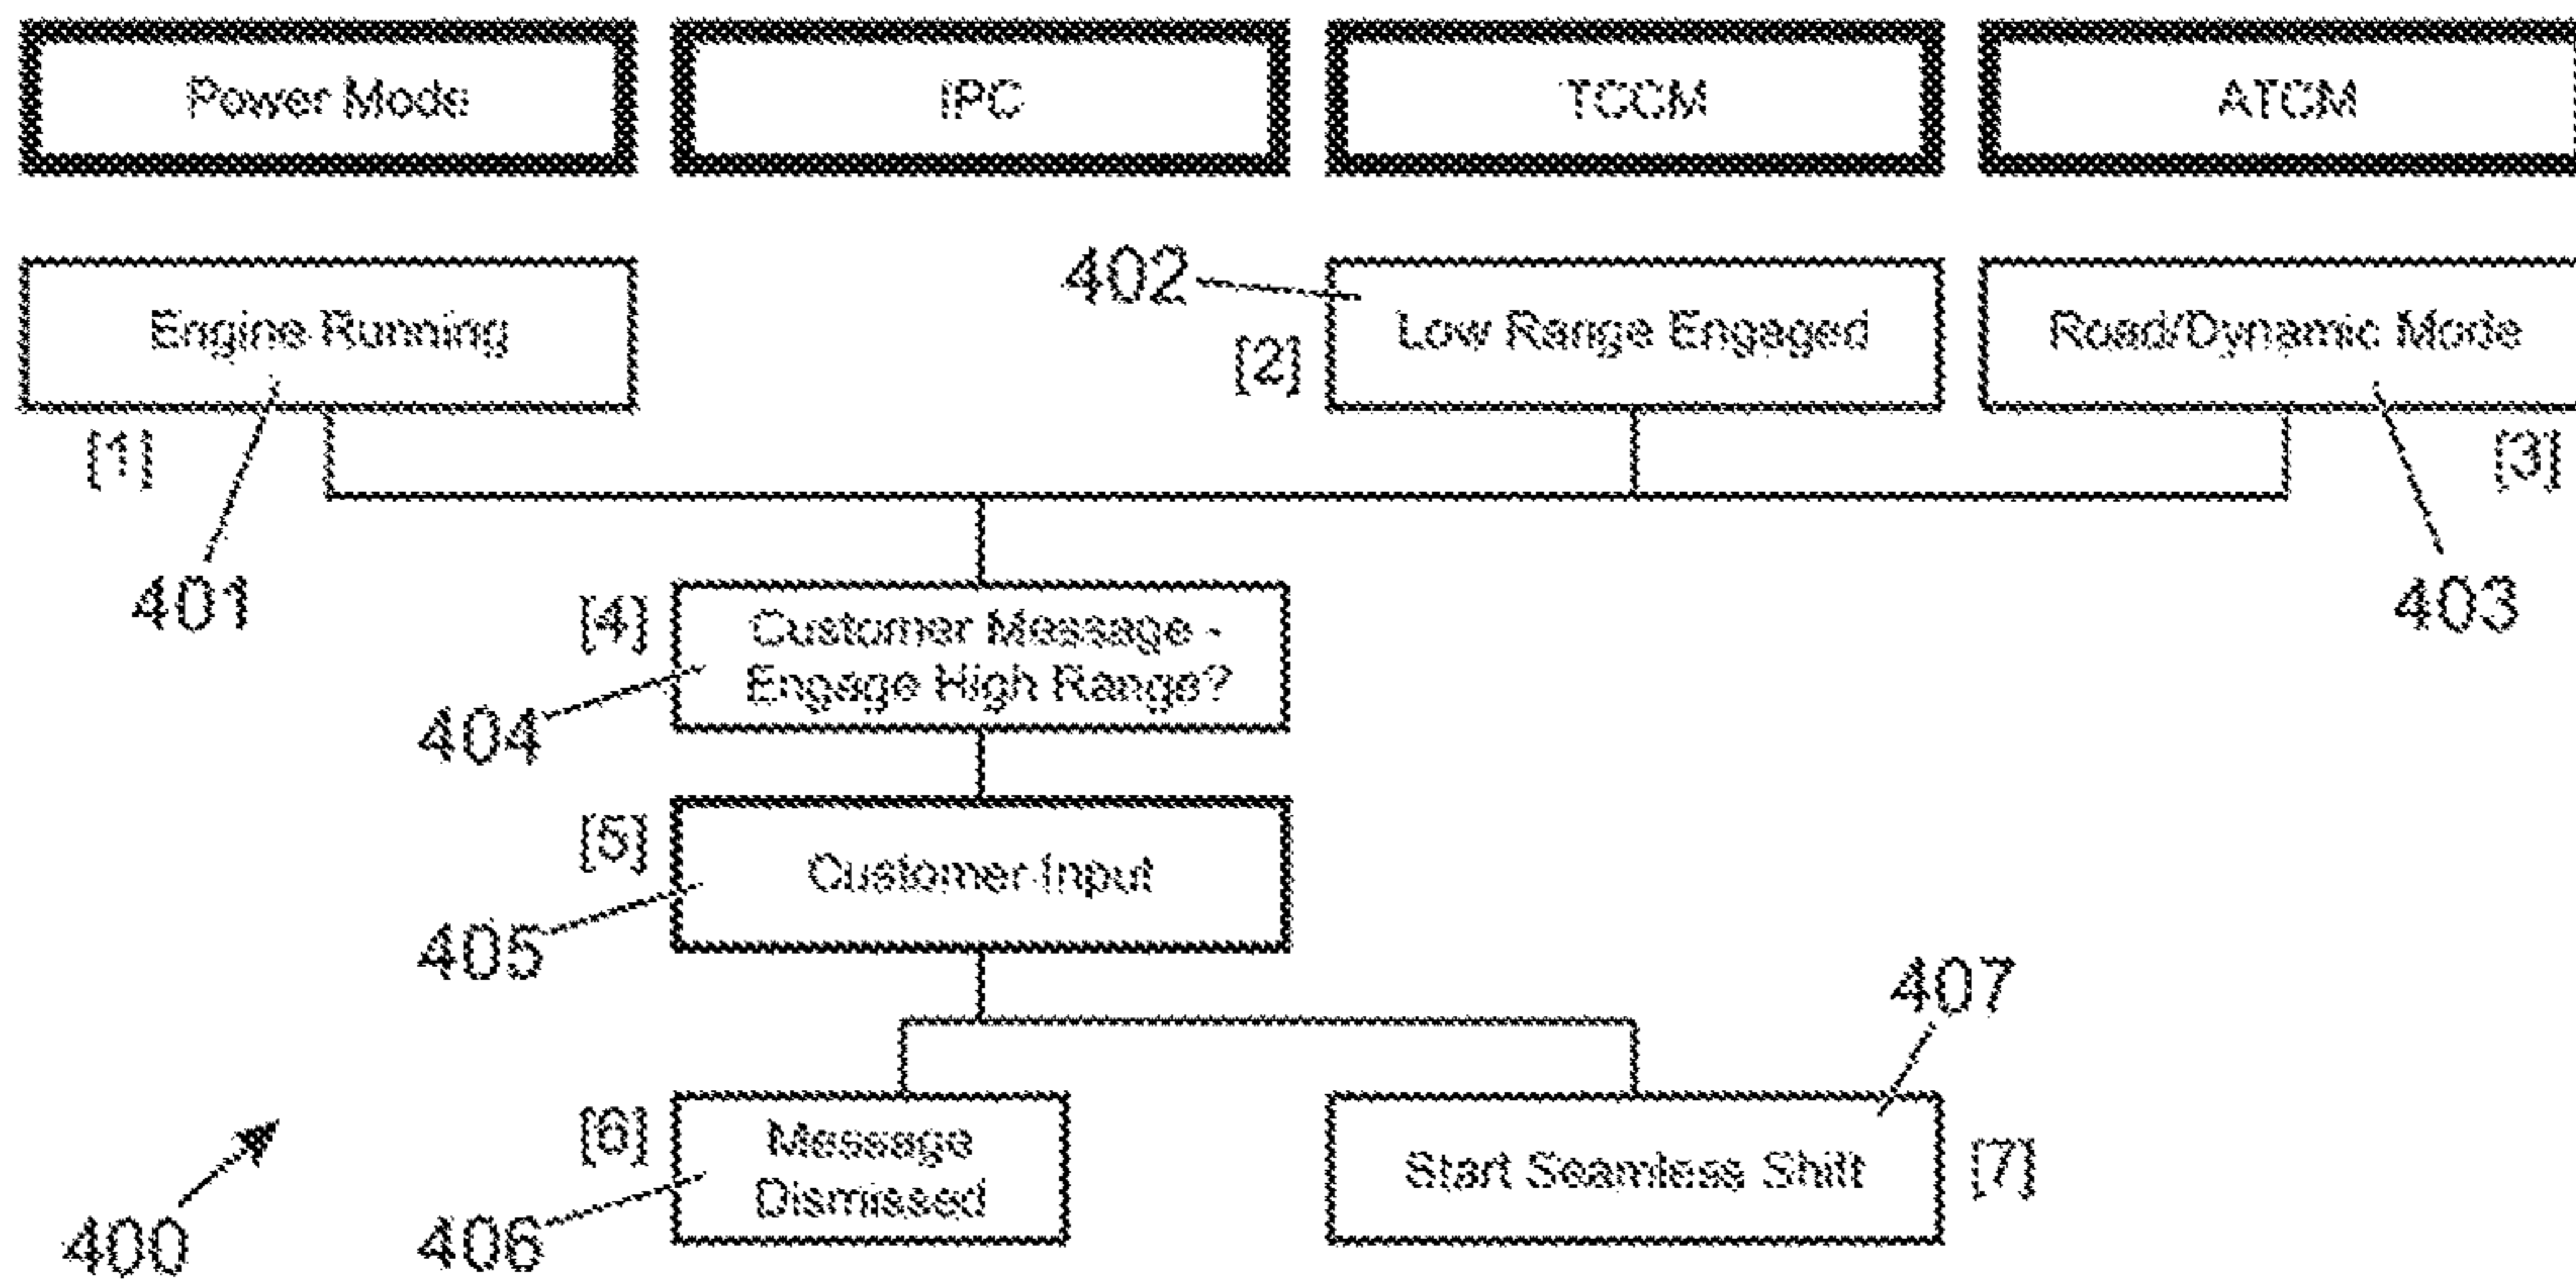 Power Mode
IPC
TCCM
ATCM
402
Engine Running
Low Range Engaged
Road/Dynamic Mode
[2]
[1]
[3]
401
403
[4]
Customer Message -
Engage High Range?
404
[5]
Customer Input
405
407
[6]
Message
Dismissed
Start Seamless Shift
[7]
400
406